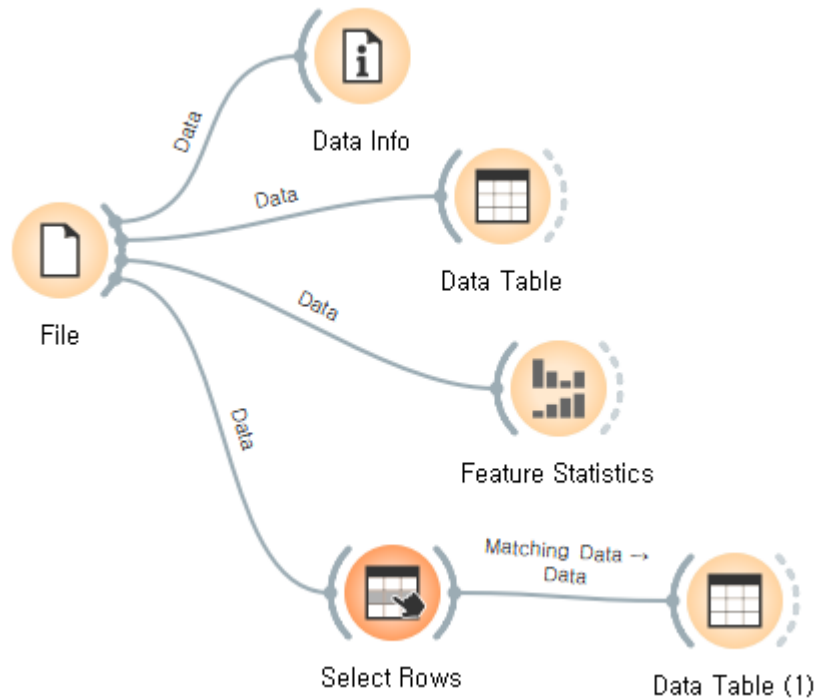 Data Info
Data
Data
Data Table
File
Data
Data
Feature Statistics
Matching Data →
Data
Select Rows
Data Table (1)